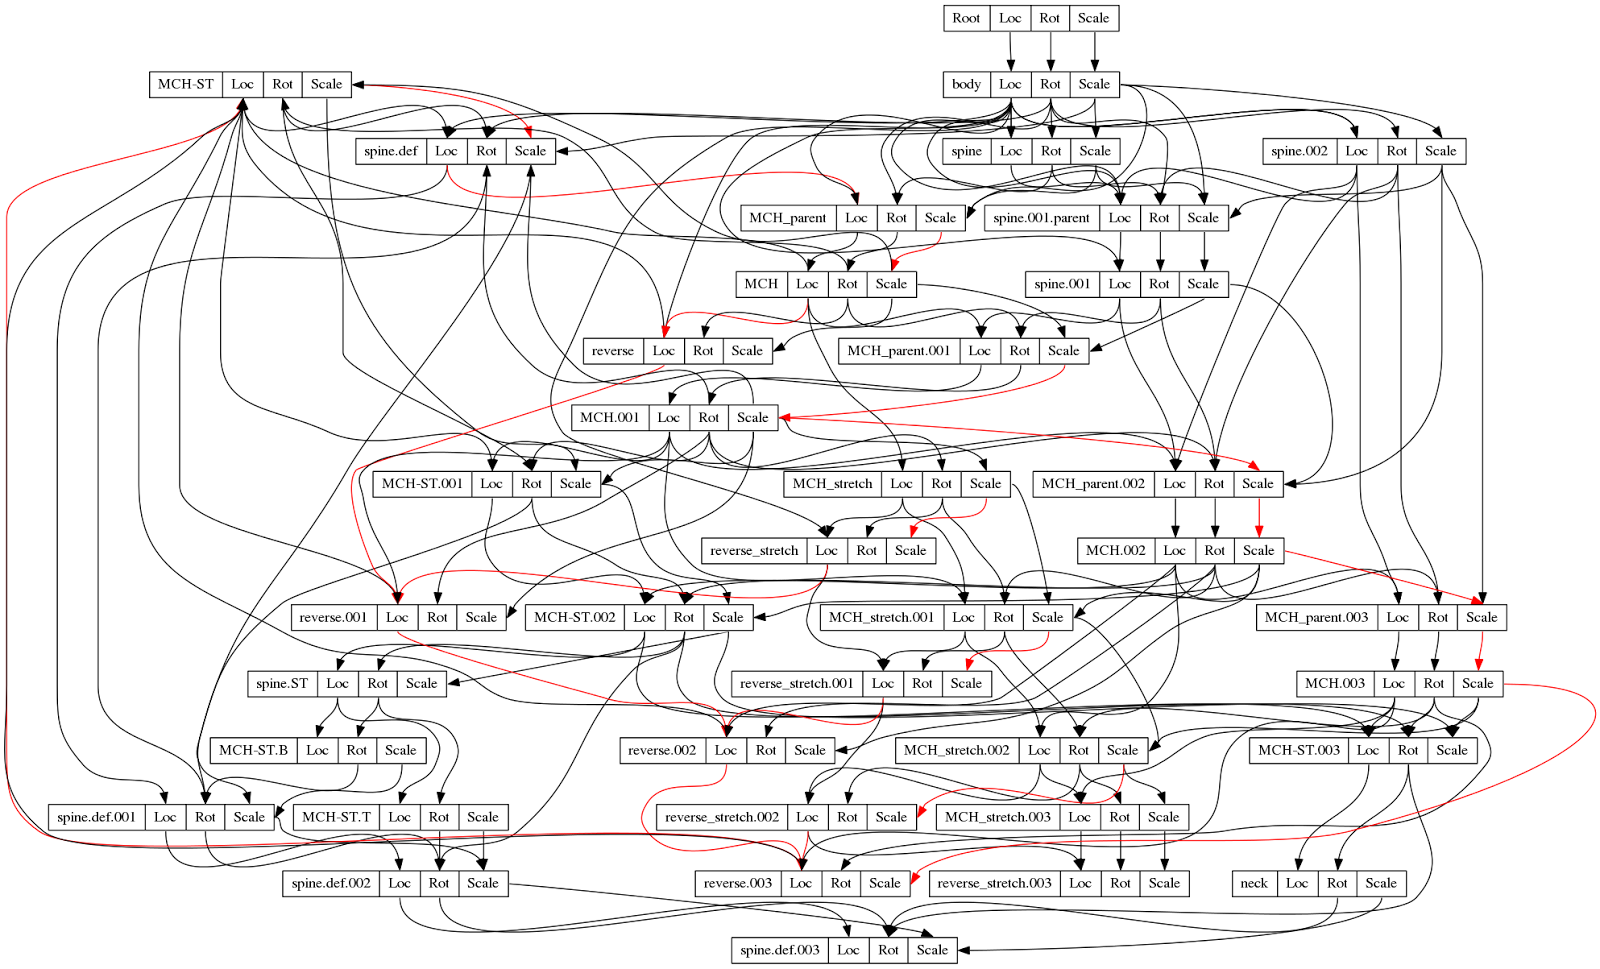 Root Loc Rot Scale
MCH-ST Loc Rot Scale
body Loc Rot Scale
spine.def Loc Rot Scale
spine Loc Rot Scale
spine.002 Loc Rot Scale
MCH_parent Loc Rot Scale
spine.001.parent Loc Rot Scale
MCH Loc Rot Scale
spine.001 Loc Rot Scale
reverse Loc Rot Scale
MCH_parent.001 Loc Rot Scale
MCH.001 Loc Rot Scale
MCH-ST.001 Loc Rot Scale
MCH_stretch Loc Rot Scale
MCH_parent.002 Loc Rot Scale
reverse_stretch Loc Rot Scale
MCH.002 Loc Rot Scale
reverse.001 Loc Rot Scale
MCH-ST.002 Loc Rot Scale
MCH_stretch.001 Loc Rot Scale
MCH_parent.003 Loc Rot Scale
spine.ST Loc Rot Scale
reverse_stretch.001 Loc Rot Scale
MCH.003 Loc Rot Scale
MCH-ST.B Loc Rot Scale
reverse.002 Loc Rot Scale
MCH_stretch.002 Loc Rot Scale
MCH-ST.003 Loc Rot Scale
spine.def.001 Loc Rot Scale
MCH-ST.T Loc Rot Scale
reverse_stretch.002 Loc Rot Scale
MCH_stretch.003 Loc Rot Scale
spine.def.002 Loc Rot Scale
reverse.003 Loc Rot Scale
reverse_stretch.003 Loc Rot Scale
neck Loc Rot Scale
spine.def.003 Loc Rot Scale